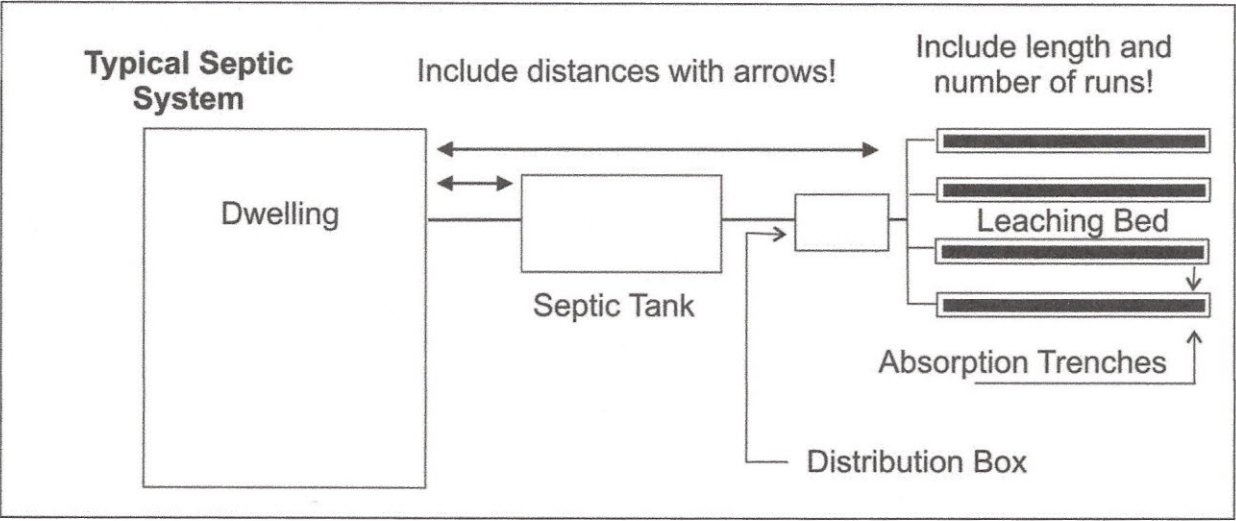 Typical Septic
System
Include distances with arrows!
Include length and
number of runs!
Dwelling
Septic Tank
Leaching Bed
Absorption Trenches
Distribution Box